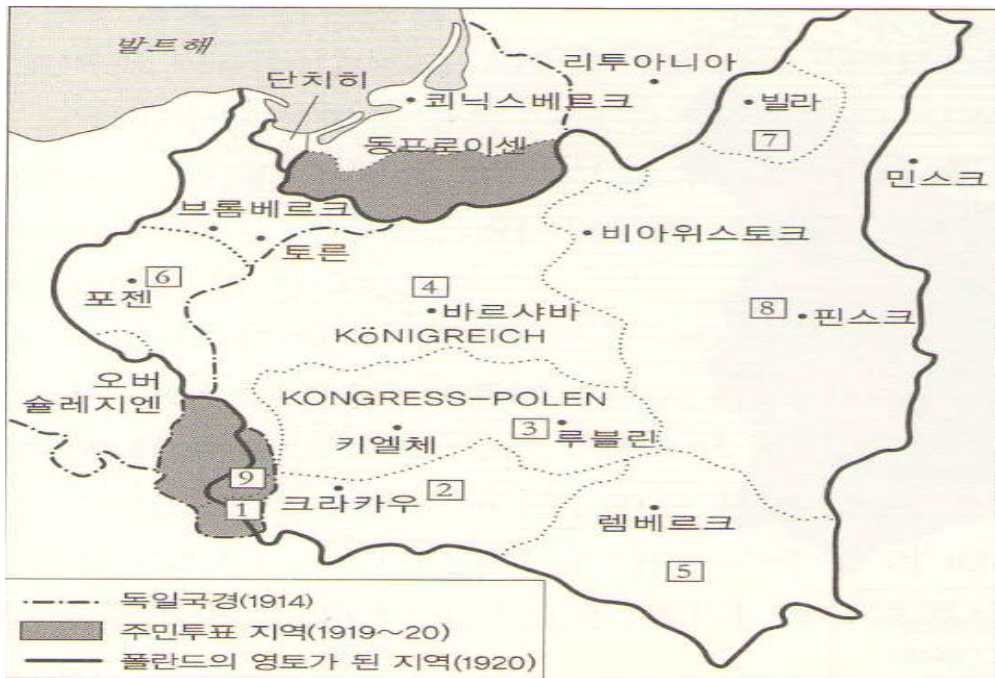 발트해
단치히
리투아니아
쾨닉스베르크
빌라
동프로이센
7
민스크
브롬베르크
비아위스토크
토른
6
포젠
4
8
바르샤바
핀스크
KöNIGREICH
오버
슐레지엔
KONGRESS-POLEN
3
루블린
키엘체
9
2
1
크라카우
렘베르크
5
독일국경(1914)
주민투표 지역(1919~20)
폴란드의 영토가 된 지역(1920)